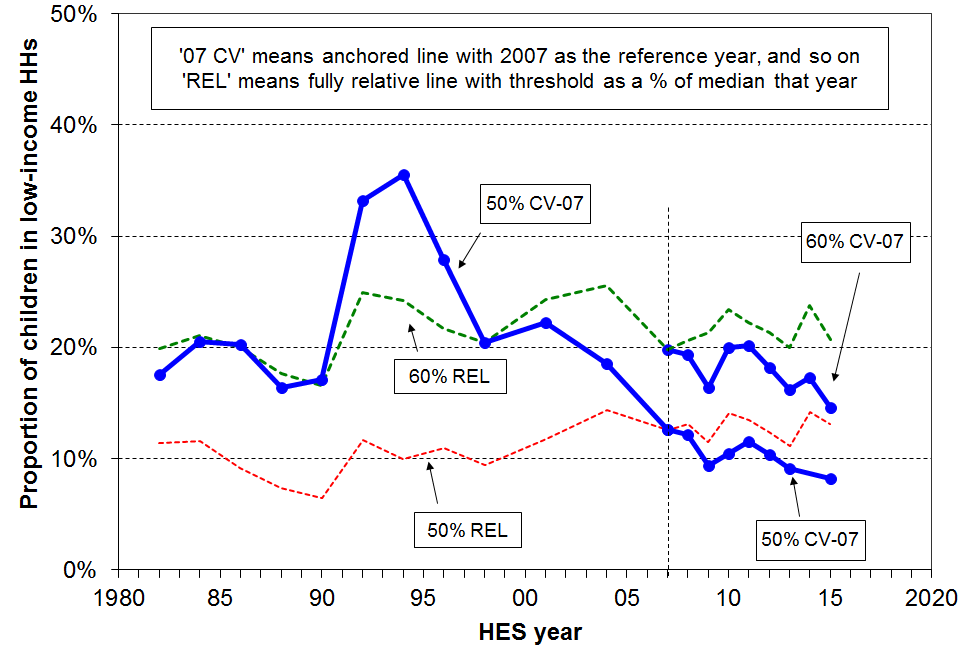 50%
'07 CV' means anchored line with 2007 as the reference year, and so on
'REL' means fully relative line with threshold as a % of median that year
40%
50% CV-07
30%
60% CV-07
20%
60% REL
10%
50% REL
50% CV-07
0%
1980 85 90 95 00 05 10 15 2020
HES year
Proportion of children in low-income HHs